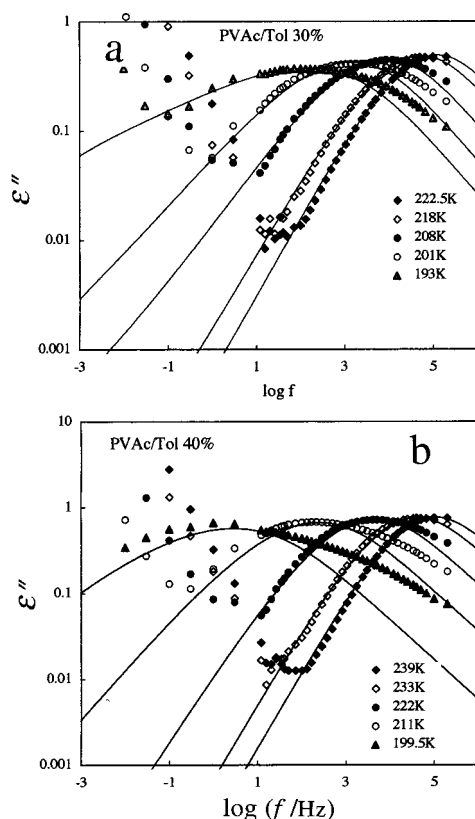 a
PVAc/Tol 30%
1
0.1
0.01
0.001
ε″
222.5K
218K
208K
201K
193K
-3 -1 1 3 5
log f
b
PVAc/Tol 40%
10
1
0.1
0.01
0.001
ε″
239K
233K
222K
211K
199.5K
-3 -1 1 3 5
log (f /Hz)